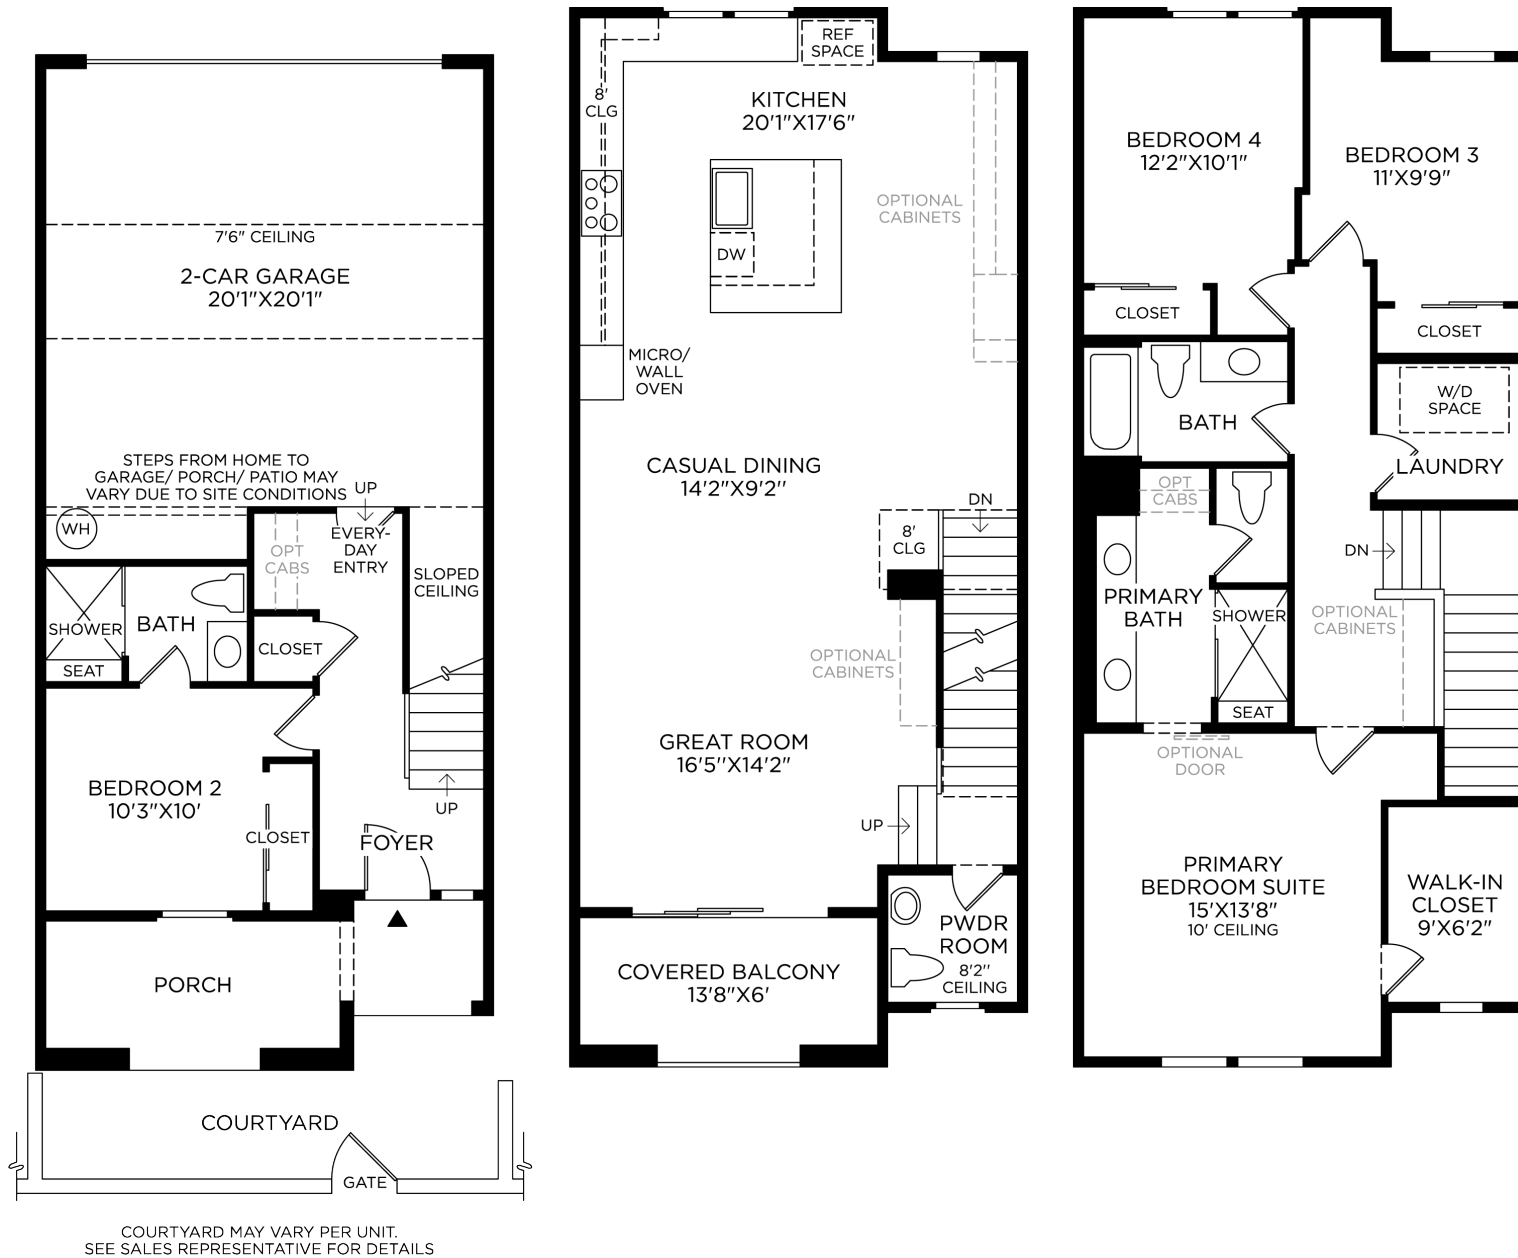 7'6" CEILING
2-CAR GARAGE
20'1"X20'1"
STEPS FROM HOME TO
GARAGE/ PORCH/ PATIO MAY
VARY DUE TO SITE CONDITIONS
UP
WH
OPT
CABS
EVERY-
DAY
ENTRY
SLOPED
CEILING
SHOWER
SEAT
BATH
CLOSET
BEDROOM 2
10'3"X10'
CLOSET
UP
FOYER
PORCH
COURTYARD
GATE
COURTYARD MAY VARY PER UNIT.
SEE SALES REPRESENTATIVE FOR DETAILS
REF
SPACE
8'
CLG
KITCHEN
20'1"X17'6"
OPTIONAL
CABINETS
DW
MICRO/
WALL
OVEN
CASUAL DINING
14'2"X9'2''
DN
8'
CLG
OPTIONAL
CABINETS
GREAT ROOM
16'5"X14'2"
UP
PWDR
ROOM
8'2''
CEILING
COVERED BALCONY
13'8"X6'
BEDROOM 4
12'2"X10'1"
BEDROOM 3
11'X9'9"
CLOSET
CLOSET
W/D
SPACE
BATH
LAUNDRY
OPT
CABS
DN
PRIMARY
BATH
SHOWER
SEAT
OPTIONAL
CABINETS
OPTIONAL
DOOR
PRIMARY
BEDROOM SUITE
15'X13'8"
10' CEILING
WALK-IN
CLOSET
9'X6'2"